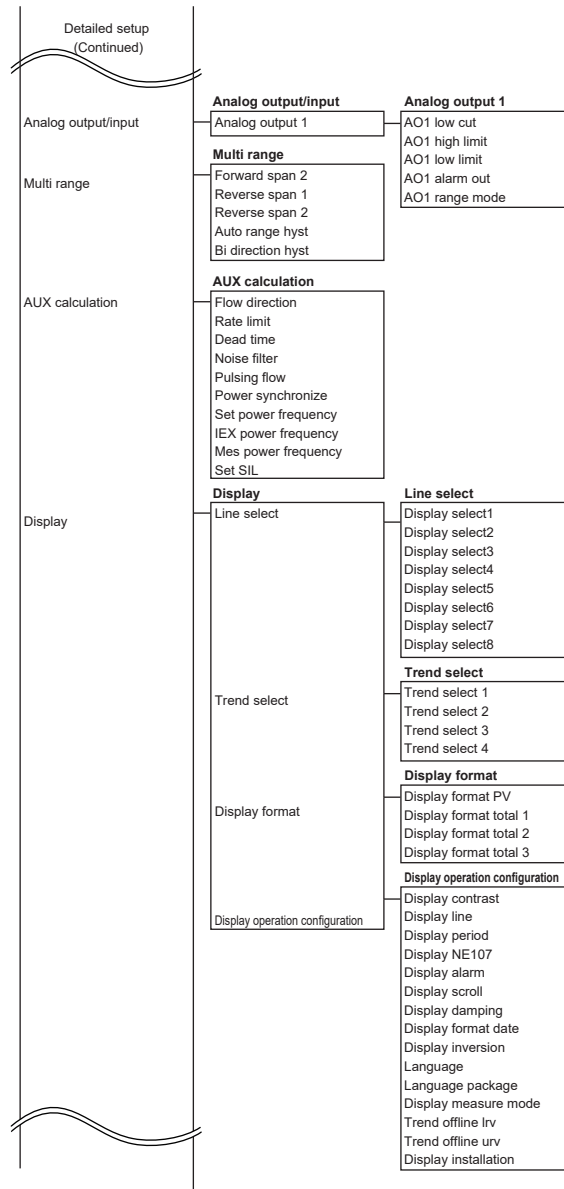 Detailed setup
(Continued)
Analog output/input
Analog output/input
Analog output 1
Analog output 1
AO1 low cut
AO1 high limit
AO1 low limit
AO1 alarm out
AO1 range mode
Multi range
Multi range
Forward span 2
Reverse span 1
Reverse span 2
Auto range hyst
Bi direction hyst
AUX calculation
AUX calculation
Flow direction
Rate limit
Dead time
Noise filter
Pulsing flow
Power synchronize
Set power frequency
IEX power frequency
Mes power frequency
Set SIL
Display
Display
Line select
Line select
Display select1
Display select2
Display select3
Display select4
Display select5
Display select6
Display select7
Display select8
Trend select
Trend select
Trend select 1
Trend select 2
Trend select 3
Trend select 4
Display format
Display format
Display format PV
Display format total 1
Display format total 2
Display format total 3
Display operation configuration
Display operation configuration
Display contrast
Display line
Display period
Display NE107
Display alarm
Display scroll
Display damping
Display format date
Display inversion
Language
Language package
Display measure mode
Trend offline lrv
Trend offline urv
Display installation